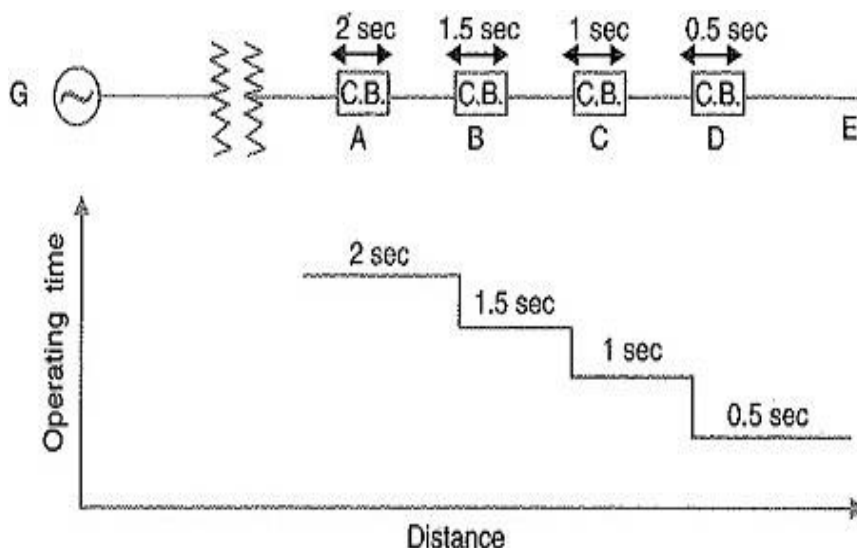 2 sec 1.5 sec 1 sec 0.5 sec
G C.B. C.B. C.B. C.B.
A B C D E
Operating time
2 sec
1.5 sec
1 sec
0.5 sec
Distance